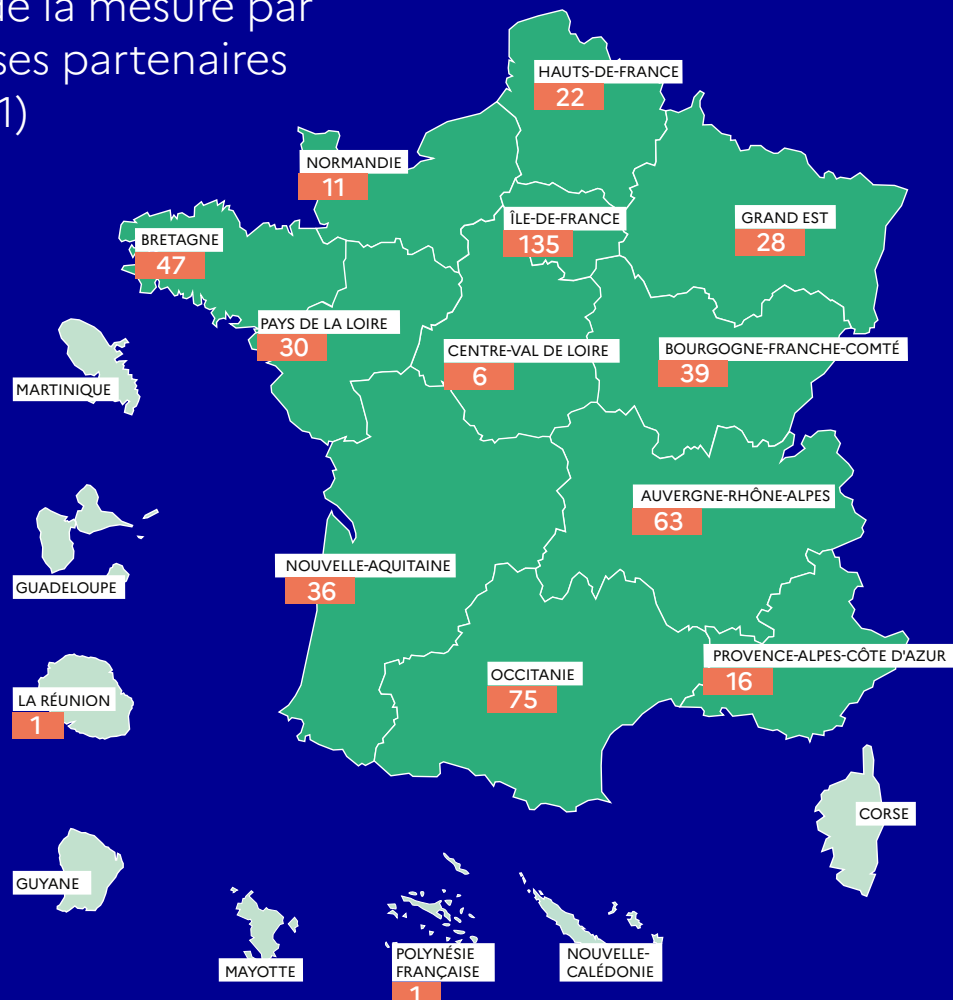 de la mesure par
ses partenaires
1)
HAUTS-DE-FRANCE
22
NORMANDIE
11
ÎLE-DE-FRANCE
135
GRAND EST
28
BRETAGNE
47
PAYS DE LA LOIRE
30
CENTRE-VAL DE LOIRE
6
BOURGOGNE-FRANCHE-COMTÉ
39
MARTINIQUE
AUVERGNE-RHÔNE-ALPES
63
GUADELOUPE
NOUVELLE-AQUITAINE
36
OCCITANIE
75
PROVENCE-ALPES-CÔTE D'AZUR
16
LA RÉUNION
1
CORSE
GUYANE
MAYOTTE
POLYNÉSIE
FRANÇAISE
1
NOUVELLE-
CALÉDONIE